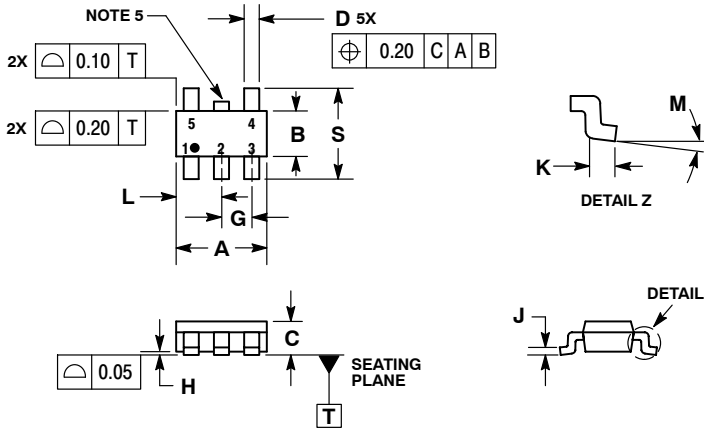 NOTE 5
D 5X
⌖ 0.20 C A B
2X ⌓ 0.10 T
2X ⌓ 0.20 T
5 4
1 2 3
B
S
L
G
A
M
K
DETAIL Z
C
⌓ 0.05
H
SEATING
PLANE
T
J
DETAIL